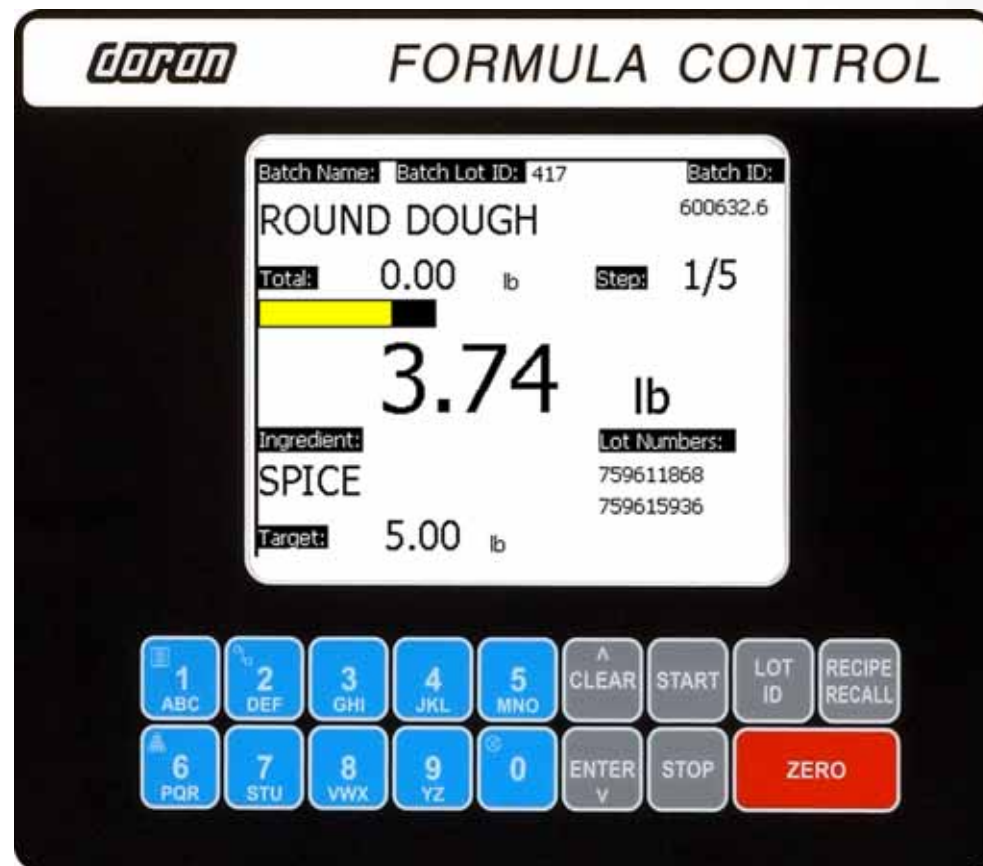 doran FORMULA CONTROL
Batch Name: Batch Lot ID: 417 Batch ID:
ROUND DOUGH 600632.6
Total: 0.00 lb Step: 1/5
3.74 lb
Ingredient: Lot Numbers:
SPICE 759611868
759615936
Target: 5.00 lb
1 ABC 2 DEF 3 GHI 4 JKL 5 MNO CLEAR START LOT ID RECIPE RECALL
6 PQR 7 STU 8 VWX 9 YZ 0 ENTER STOP ZERO